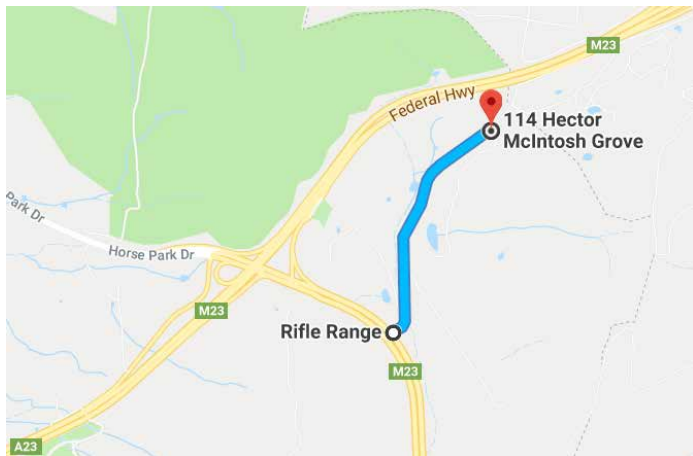 M23
Federal Hwy
114 Hector
McIntosh Grove
Park Dr
Horse Park Dr
M23
Rifle Range
M23
A23